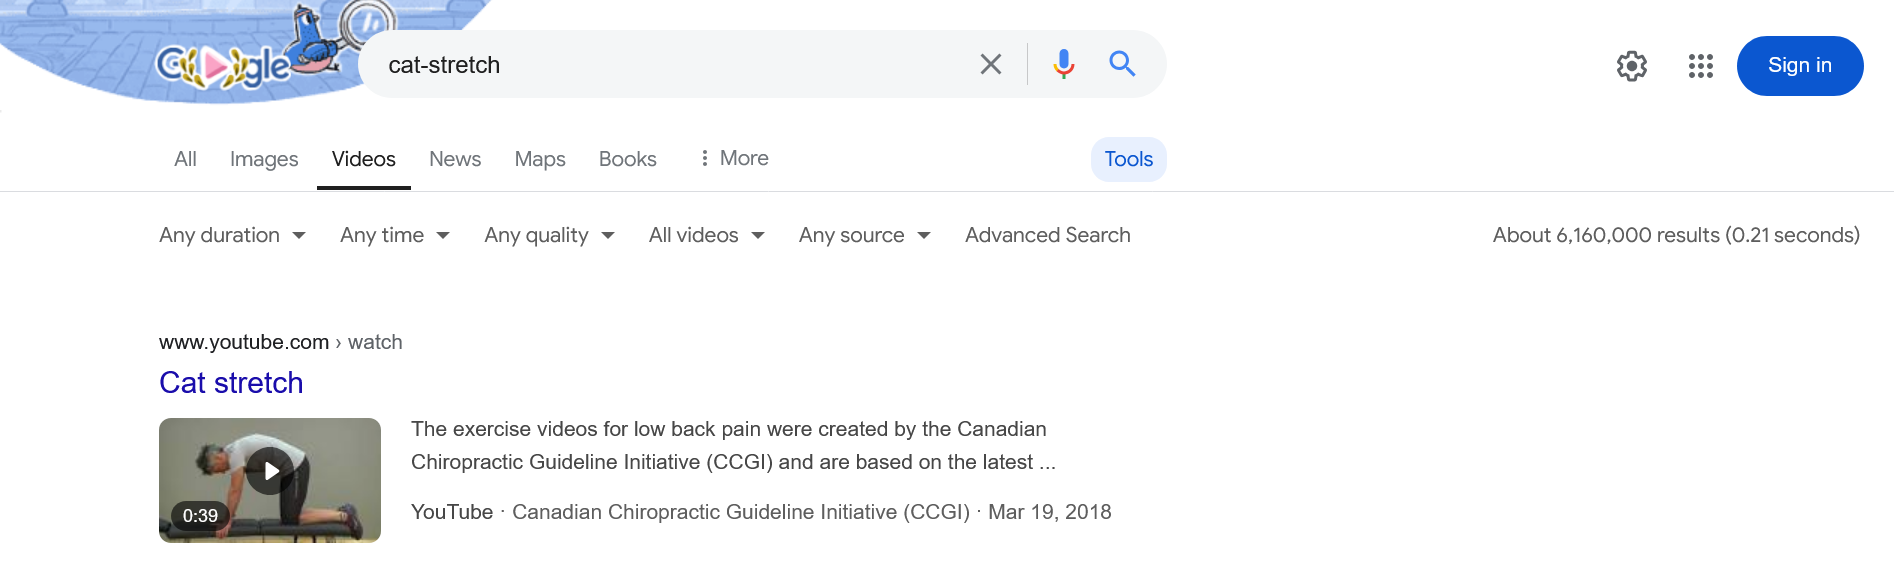 Google
cat-stretch
Sign in
All Images Videos News Maps Books More
Tools
Any duration Any time Any quality All videos Any source Advanced Search
About 6,160,000 results (0.21 seconds)
www.youtube.com › watch
Cat stretch
0:39
The exercise videos for low back pain were created by the Canadian
Chiropractic Guideline Initiative (CCGI) and are based on the latest ...
YouTube · Canadian Chiropractic Guideline Initiative (CCGI) · Mar 19, 2018